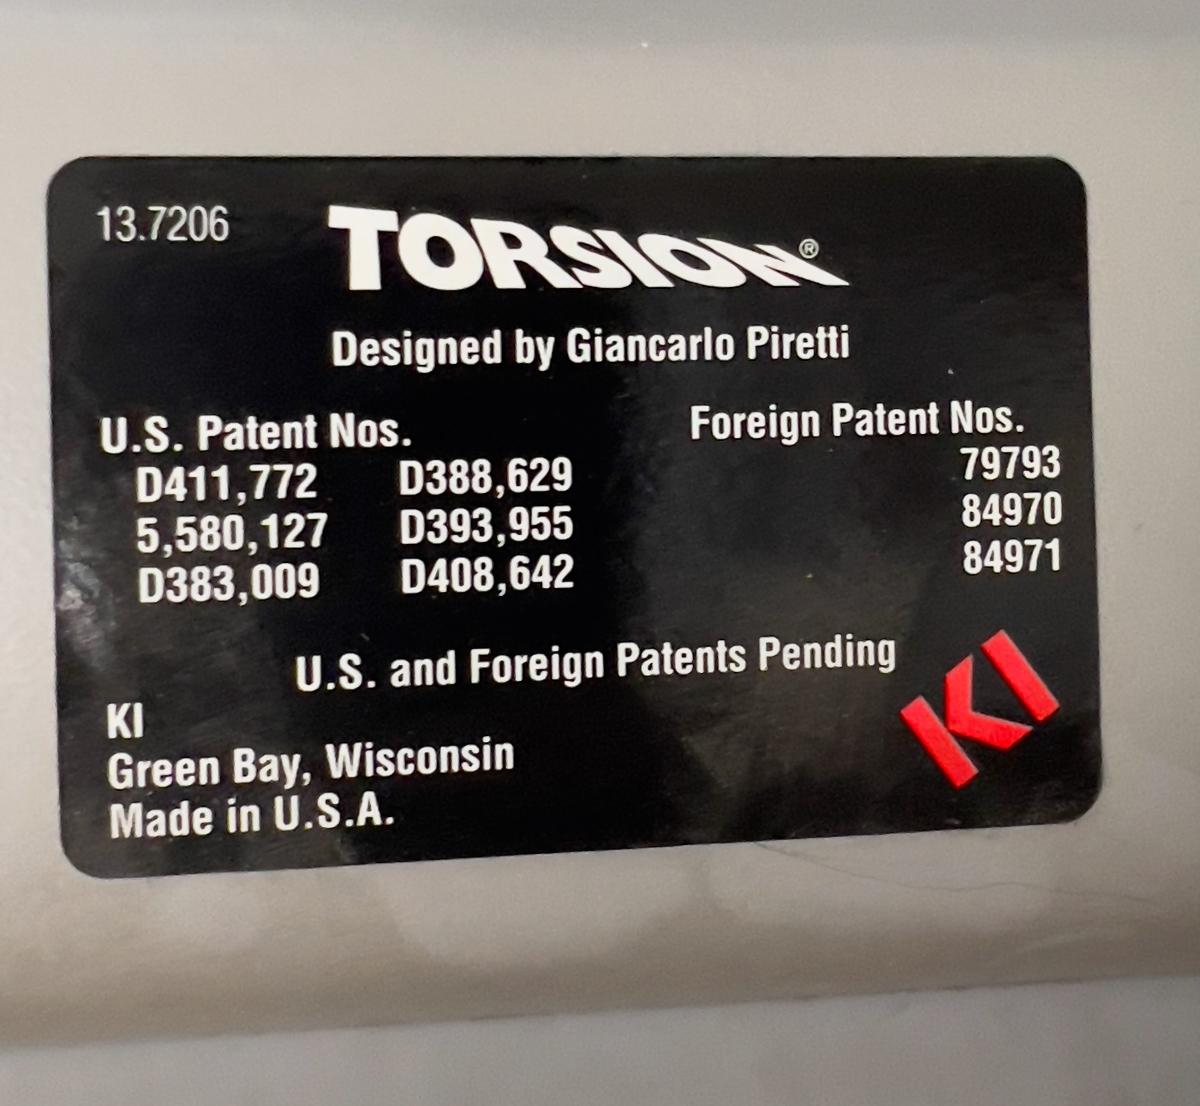 13.7206
TORSION®
Designed by Giancarlo Piretti
U.S. Patent Nos.
D411,772 D388,629
5,580,127 D393,955
D383,009 D408,642
Foreign Patent Nos.
79793
84970
84971
U.S. and Foreign Patents Pending
KI
Green Bay, Wisconsin
Made in U.S.A.
KI